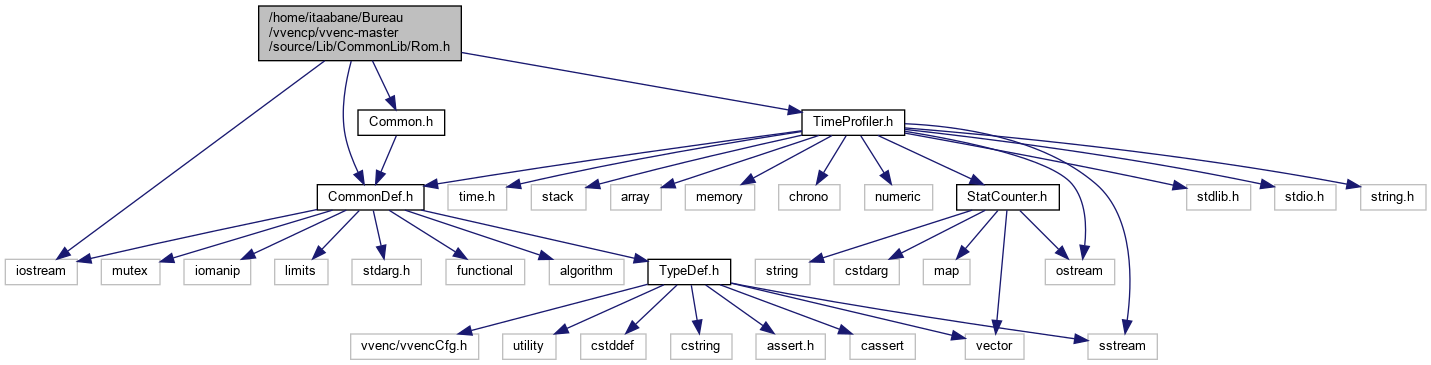 /home/itaabane/Bureau
/vvencp/vvenc-master
/source/Lib/CommonLib/Rom.h
Common.h
TimeProfiler.h
CommonDef.h
time.h
stack
array
memory
chrono
numeric
StatCounter.h
stdlib.h
stdio.h
string.h
iostream
mutex
iomanip
limits
stdarg.h
functional
algorithm
TypeDef.h
string
cstdarg
map
ostream
vvenc/vvencCfg.h
utility
cstddef
cstring
assert.h
cassert
vector
sstream